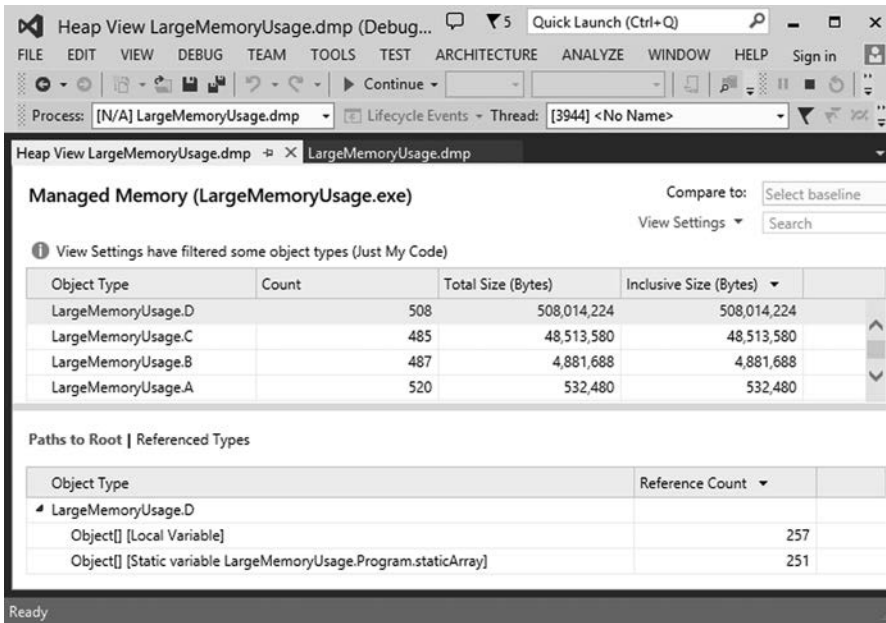 Heap View LargeMemoryUsage.dmp (Debug... 5 Quick Launch (Ctrl+Q)
FILE EDIT VIEW DEBUG TEAM TOOLS TEST ARCHITECTURE ANALYZE WINDOW HELP Sign in
Continue
Process: [N/A] LargeMemoryUsage.dmp Lifecycle Events Thread: [3944] <No Name>
Heap View LargeMemoryUsage.dmp LargeMemoryUsage.dmp
Managed Memory (LargeMemoryUsage.exe) Compare to: Select baseline
View Settings Search
View Settings have filtered some object types (Just My Code)
Object Type Count Total Size (Bytes) Inclusive Size (Bytes)
LargeMemoryUsage.D 508 508,014,224 508,014,224
LargeMemoryUsage.C 485 48,513,580 48,513,580
LargeMemoryUsage.B 487 4,881,688 4,881,688
LargeMemoryUsage.A 520 532,480 532,480
Paths to Root | Referenced Types
Object Type Reference Count
LargeMemoryUsage.D
Object[] [Local Variable] 257
Object[] [Static variable LargeMemoryUsage.Program.staticArray] 251
Ready